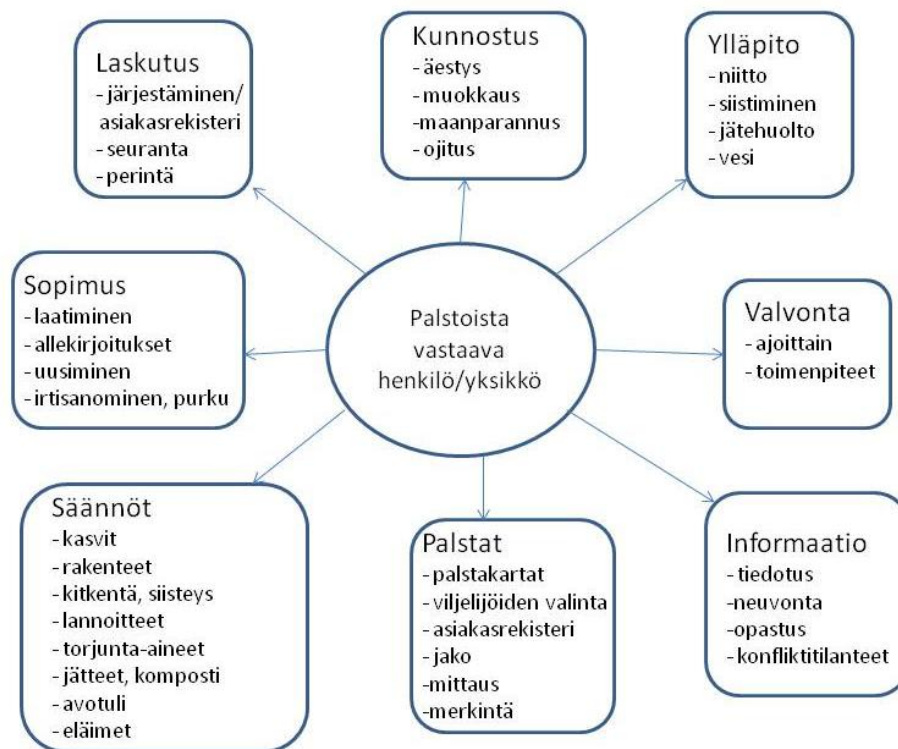 Laskutus
-järjestäminen/
asiakasrekisteri
-seuranta
-perintä
Kunnostus
-äestys
-muokkaus
-maanparannus
-ojitus
Ylläpito
-niitto
-siistiminen
-jätehuolto
-vesi
Sopimus
-laatiminen
-allekirjoitukset
-uusiminen
-irtisanominen, purku
Palstoista
vastaava
henkilö/yksikkö
Valvonta
-ajoittain
-toimenpiteet
Säännöt
-kasvit
-rakenteet
-kitkentä, siisteys
-lannoitteet
-torjunta-aineet
-jätteet, komposti
-avotuli
-eläimet
Palstat
-palstakartat
-viljelijöiden valinta
-asiakasrekisteri
-jako
-mittaus
-merkintä
Informaatio
-tiedotus
-neuvonta
-opastus
-konfliktitilanteet